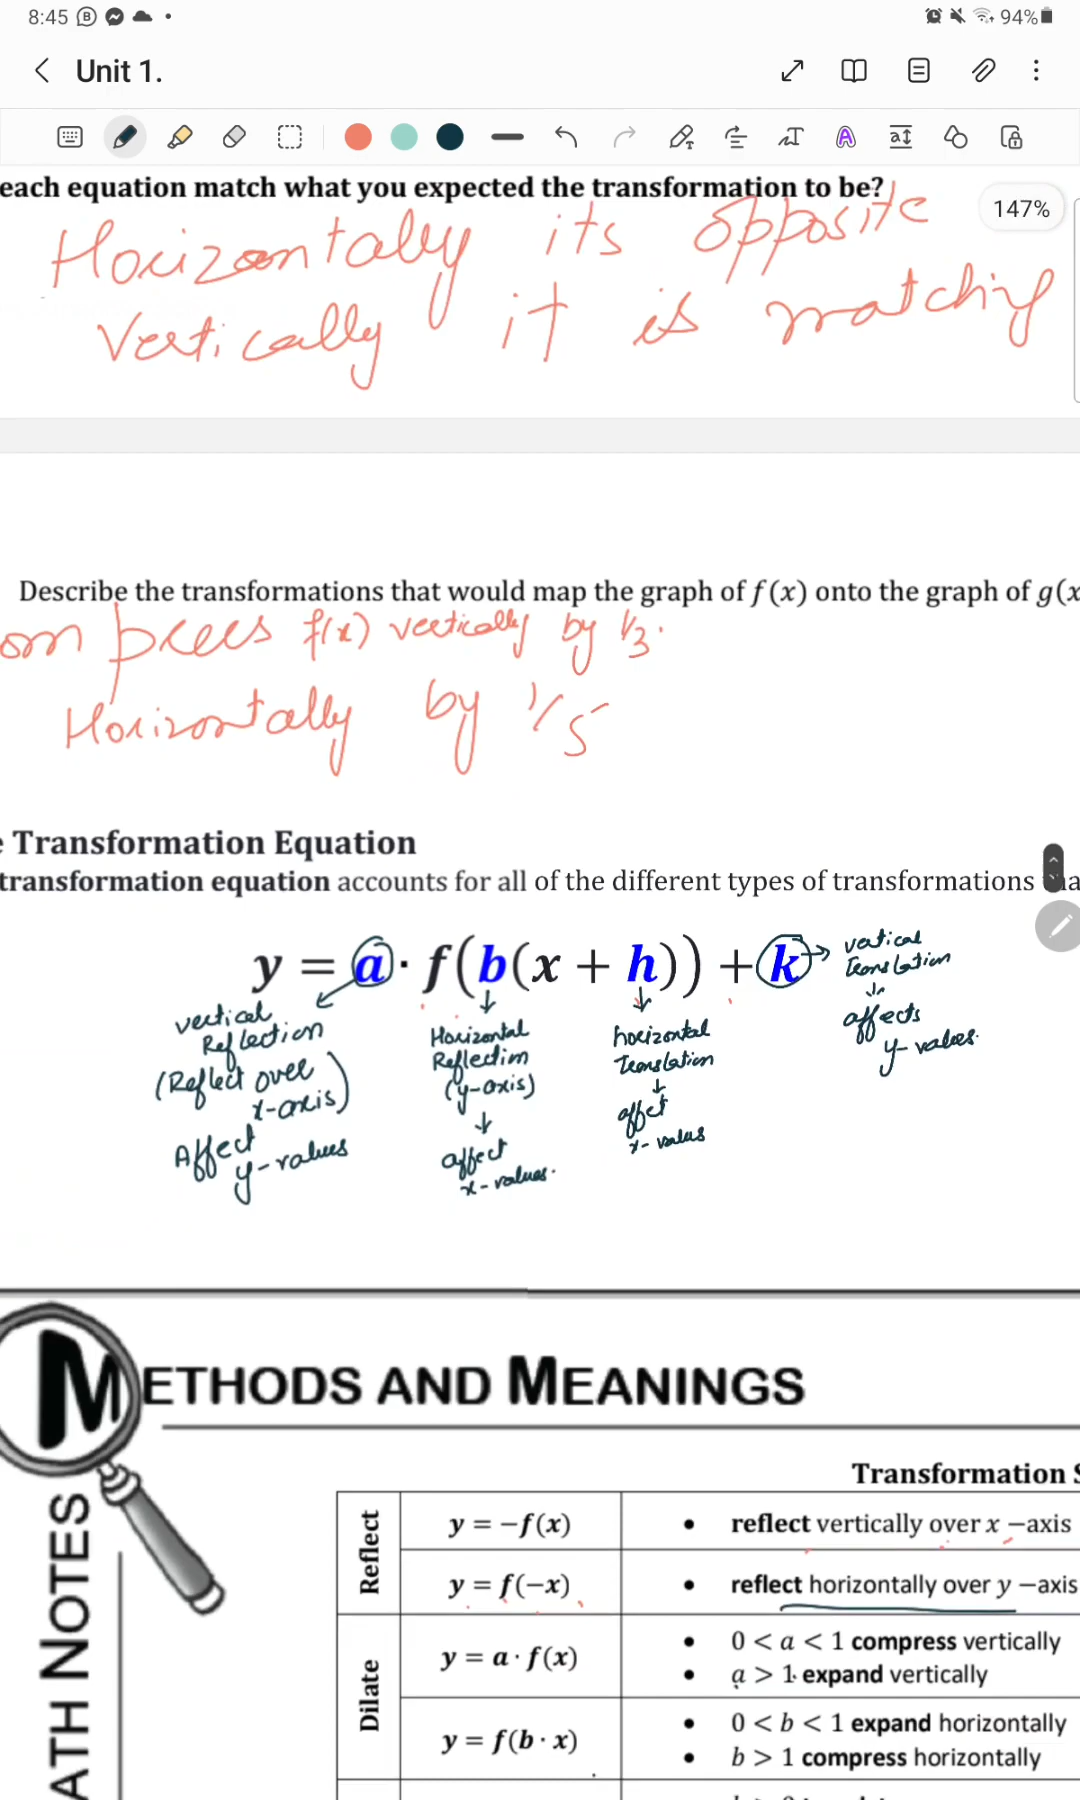 8:45
94%
Unit 1.
each equation match what you expected the transformation to be?
147%
Horizontally its opposite
Vertically it is matching
Describe the transformations that would map the graph of f(x) onto the graph of g(x
f(x) vertically by 1/3.
Horizontally by 1/5
Transformation Equation
transformation equation accounts for all of the different types of transformations
y = a · f(b(x + h)) + k
vertical
Reflection
(Reflect over
x-axis)
Affect
y-values
Horizontal
Reflection
(y-axis)
affect
x-values.
horizontal
Translation
affect
x-values
vertical
Translation
affects
y-values.
METHODS AND MEANINGS
ATH NOTES
Transformation S
Reflect
y = −f(x)
• reflect vertically over x −axis
y = f(−x)
• reflect horizontally over y −axis
Dilate
y = a · f(x)
• 0 < a < 1 compress vertically
• a > 1 expand vertically
y = f(b · x)
• 0 < b < 1 expand horizontally
• b > 1 compress horizontally